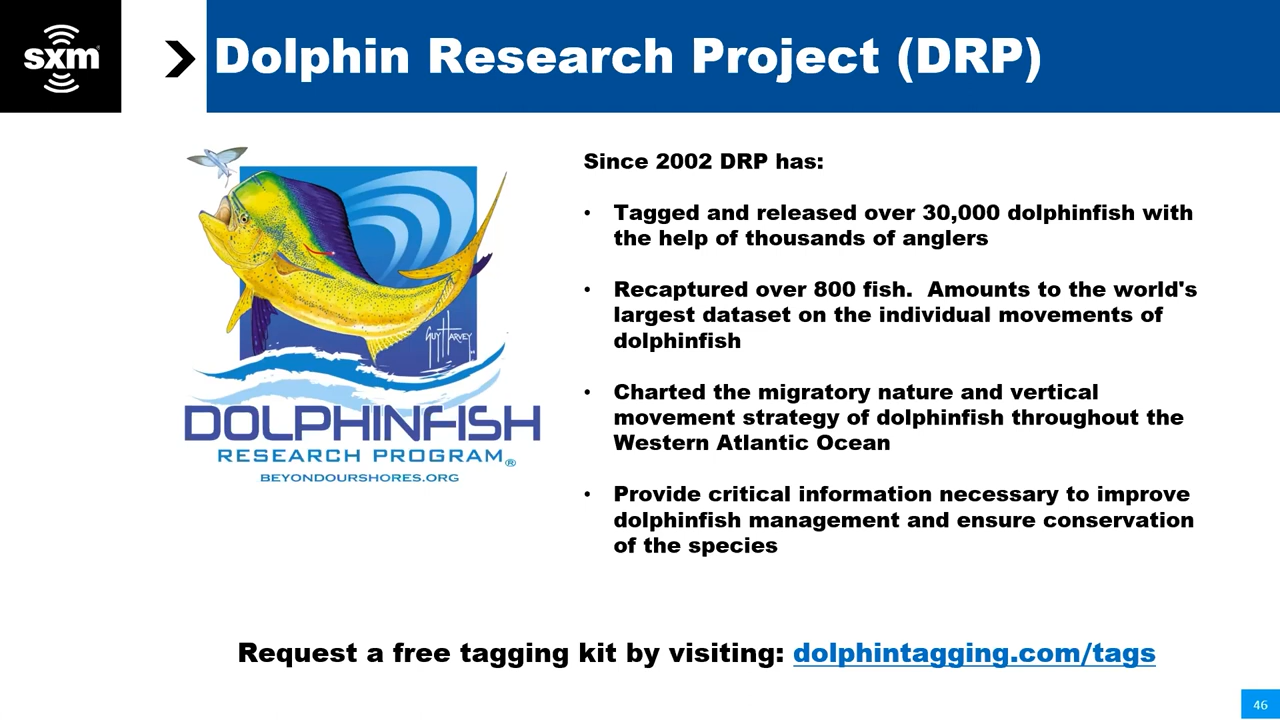 sxm
Dolphin Research Project (DRP)
Since 2002 DRP has:
• Tagged and released over 30,000 dolphinfish with
the help of thousands of anglers
• Recaptured over 800 fish.  Amounts to the world's
largest dataset on the individual movements of
dolphinfish
• Charted the migratory nature and vertical
movement strategy of dolphinfish throughout the
Western Atlantic Ocean
• Provide critical information necessary to improve
dolphinfish management and ensure conservation
of the species
GUY HARVEY
DOLPHINFISH
RESEARCH PROGRAM®
BEYONDOURSHORES.ORG
Request a free tagging kit by visiting: dolphintagging.com/tags
46